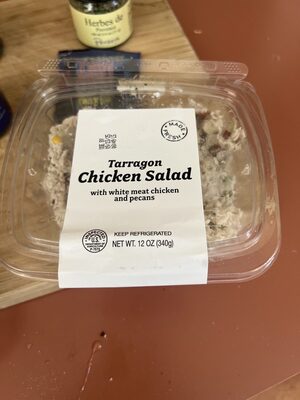 Herbes de
MADE
FRESH
Tarragon
Chicken Salad
with white meat chicken
and pecans
KEEP REFRIGERATED
NET WT. 12 OZ (340g)
INSPECTED